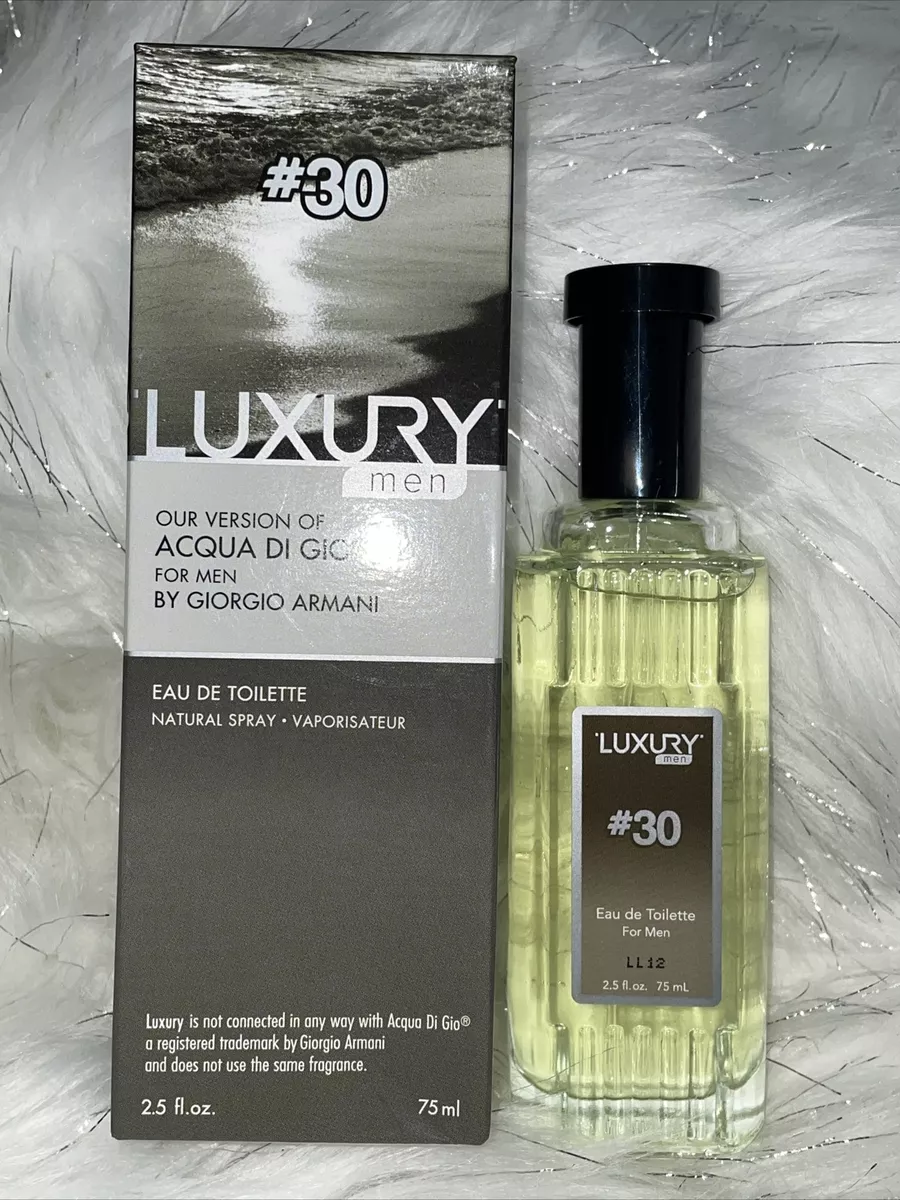 #30
LUXURY
men
OUR VERSION OF
ACQUA DI GIO
FOR MEN
BY GIORGIO ARMANI
EAU DE TOILETTE
NATURAL SPRAY • VAPORISATEUR
Luxury is not connected in any way with Acqua Di Gio®
a registered trademark by Giorgio Armani
and does not use the same fragrance.
2.5 fl.oz. 75 ml
LUXURY
men
#30
Eau de Toilette
For Men
LL12
2.5 fl.oz. 75 mL